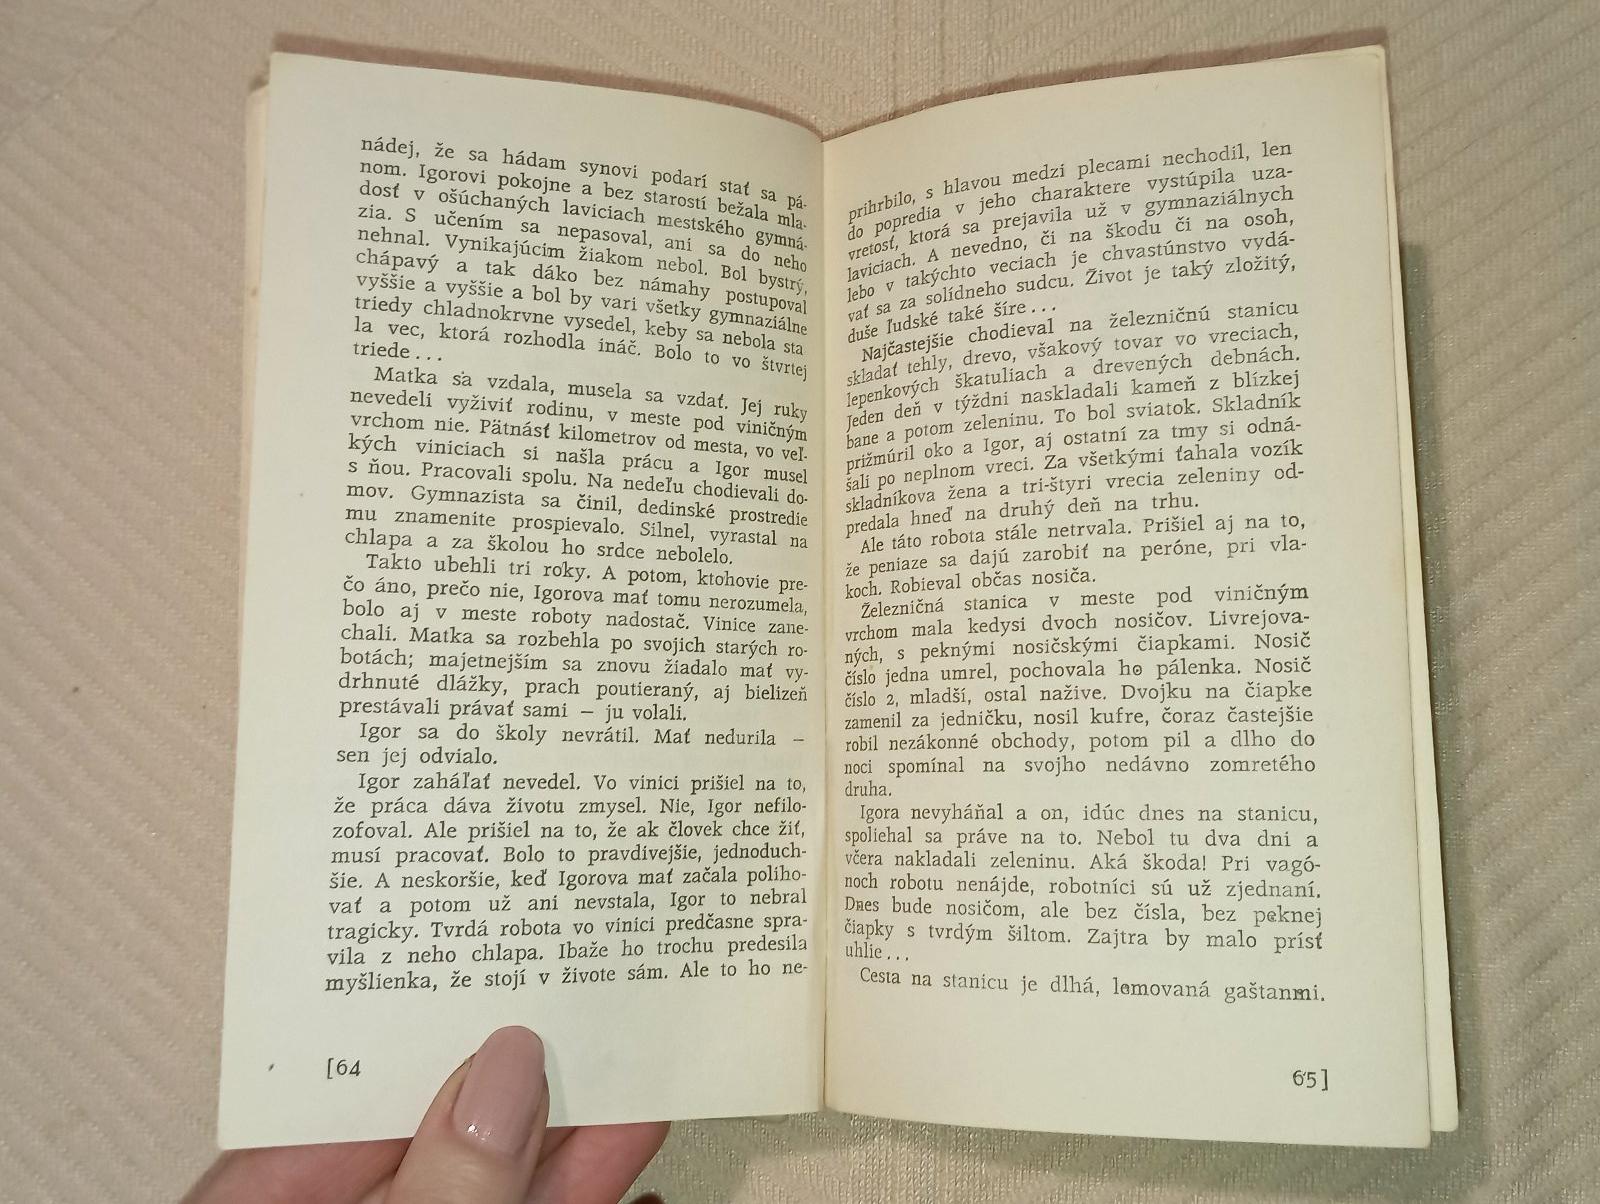 nádej, že sa hádam synovi podarí stať sa pá-
nom. Igorovi pokojne a bez starostí bežala mla-
dosť v ošúchaných laviciach mestského gymná-
zia. S učením sa nepasoval, ani sa do neho
nehnal. Vynikajúcim žiakom nebol. Bol bystrý,
chápavý a tak dáko bez námahy postupoval
vyššie a vyššie a bol by vari všetky gymnaziálne
triedy chladnokrvne vysedel, keby sa nebola sta
la vec, ktorá rozhodla ináč. Bolo to vo štvrtej
triede...
Matka sa vzdala, musela sa vzdať. Jej ruky
nevedeli vyživiť rodinu, v meste pod viničným
vrchom nie. Pätnásť kilometrov od mesta, vo veľ-
kých viniciach si našla prácu a Igor musel
s ňou. Pracovali spolu. Na nedeľu chodievali do-
mov. Gymnazista sa činil, dedinské prostredie
mu znamenite prospievalo. Silnel, vyrastal na
chlapa a za školou ho srdce nebolelo.
Takto ubehli tri roky. A potom, ktohovie pre-
čo áno, prečo nie, Igorova mať tomu nerozumela,
bolo aj v meste roboty nadostač. Vinice zane-
chali. Matka sa rozbehla po svojich starých ro-
botách; majetnejším sa znovu žiadalo mať vy-
drhnuté dlážky, prach poutieraný, aj bielizeň
prestávali právať sami – ju volali.
Igor sa do školy nevrátil. Mať nedurila –
sen jej odvialo.
Igor zaháľať nevedel. Vo vinici prišiel na to,
že práca dáva životu zmysel. Nie, Igor nefilo-
zofoval. Ale prišiel na to, že ak človek chce žiť,
musí pracovať. Bolo to pravdivejšie, jednoduch-
šie. A neskoršie, keď Igorova mať začala poliho-
vať a potom už ani nevstala, Igor to nebral
tragicky. Tvrdá robota vo vinici predčasne spra-
vila z neho chlapa. Ibaže ho trochu predesila
myšlienka, že stojí v živote sám. Ale to ho ne-
[64
prihrbilo, s hlavou medzi plecami nechodil, len
do popredia v jeho charaktere vystúpila uza-
vretosť, ktorá sa prejavila už v gymnaziálnych
laviciach. A nevedno, či na škodu či na osoh,
lebo v takýchto veciach je chvastúnstvo vydá-
vať sa za solídneho sudcu. Život je taký zložitý,
duše ľudské také šíre...
Najčastejšie chodieval na železničnú stanicu
skladať tehly, drevo, všakový tovar vo vreciach,
lepenkových škatuliach a drevených debnách.
Jeden deň v týždni naskladali kameň z blízkej
bane a potom zeleninu. To bol sviatok. Skladník
prižmúril oko a Igor, aj ostatní za tmy si odná-
šali po neplnom vreci. Za všetkými ťahala vozík
skladníkova žena a tri-štyri vrecia zeleniny od-
predala hneď na druhý deň na trhu.
Ale táto robota stále netrvala. Prišiel aj na to,
že peniaze sa dajú zarobiť na peróne, pri vla-
koch. Robieval občas nosiča.
Železničná stanica v meste pod viničným
vrchom mala kedysi dvoch nosičov. Livrejova-
ných, s peknými nosičskými čiapkami. Nosič
číslo jedna umrel, pochovala ho pálenka. Nosič
číslo 2, mladší, ostal nažive. Dvojku na čiapke
zamenil za jedničku, nosil kufre, čoraz častejšie
robil nezákonné obchody, potom pil a dlho do
noci spomínal na svojho nedávno zomretého
druha.
Igora nevyháňal a on, idúc dnes na stanicu,
spoliehal sa práve na to. Nebol tu dva dni a
včera nakladali zeleninu. Aká škoda! Pri vagó-
noch robotu nenájde, robotníci sú už zjednaní.
Dnes bude nosičom, ale bez čísla, bez peknej
čiapky s tvrdým šiltom. Zajtra by malo prísť
uhlie...
Cesta na stanicu je dlhá, lemovaná gaštanmi.
65]